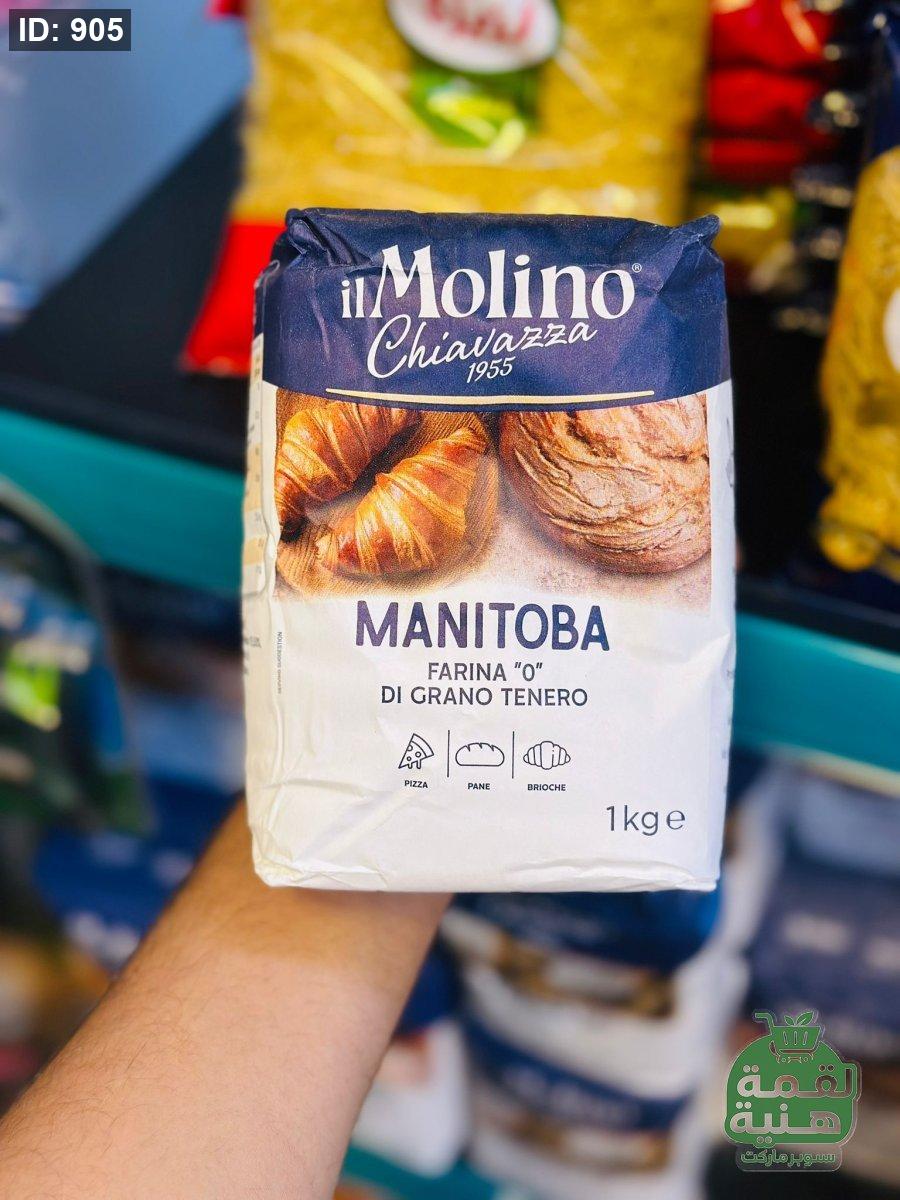 ID: 905
il Molino®
Chiavazza
1955
MANITOBA
FARINA "0"
DI GRANO TENERO
PIZZA
PANE
BRIOCHE
1kg e
لقمة
هنية
سوبر ماركت